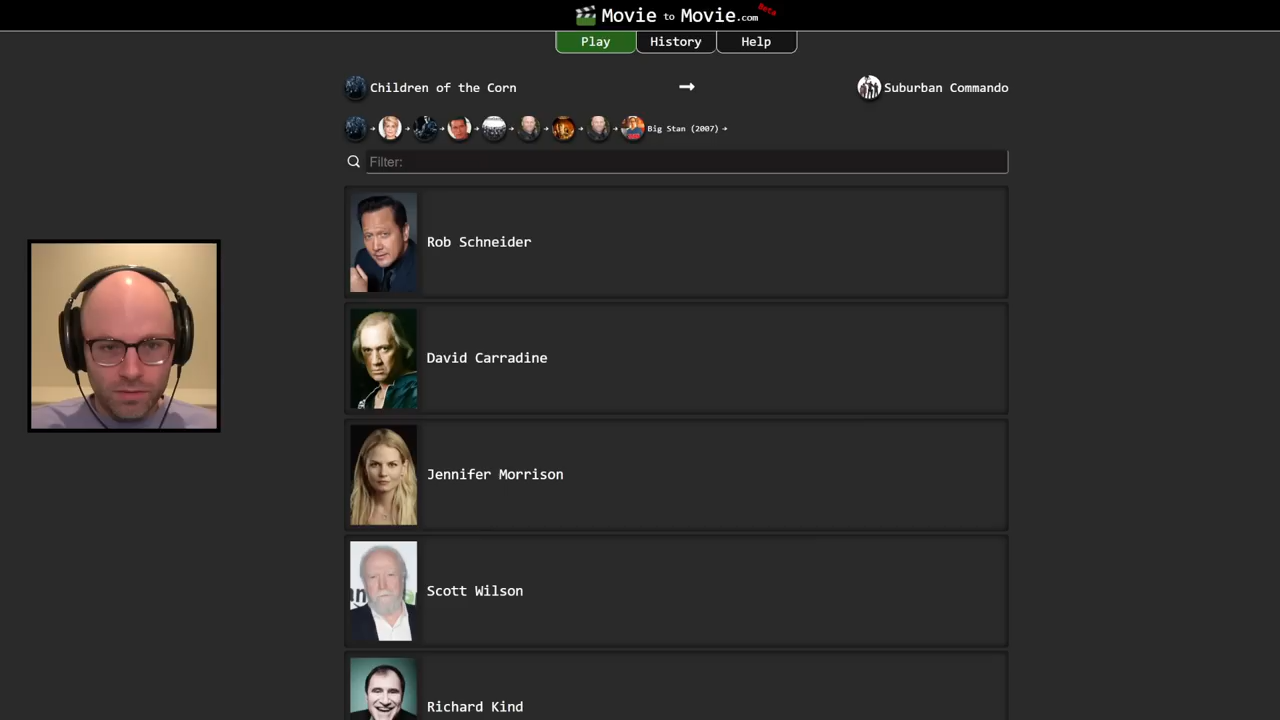 Movie to Movie.com Beta
Play History Help
Children of the Corn → Suburban Commando
Big Stan (2007) →
Filter:
Rob Schneider
David Carradine
Jennifer Morrison
Scott Wilson
Richard Kind